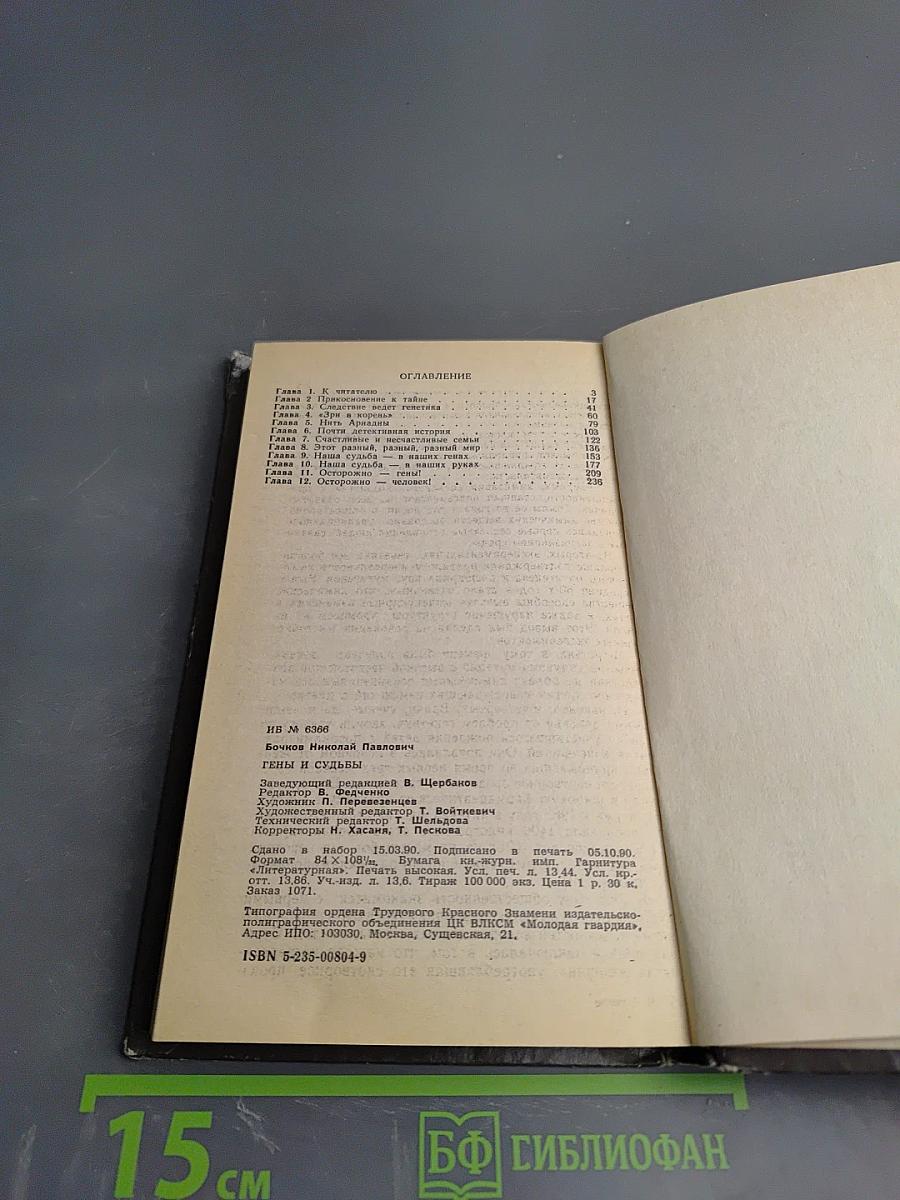 ОГЛАВЛЕНИЕ
Глава 1. К читателю . . . . . . . . . . . . . . 3
Глава 2 Прикосновение к тайне . . . . . . . . . . 17
Глава 3. Следствие ведет генетика . . . . . . . . . 41
Глава 4. «Зри в корень» . . . . . . . . . . . . 60
Глава 5. Нить Ариадны . . . . . . . . . . . . 79
Глава 6. Почти детективная история . . . . . . . . 103
Глава 7. Счастливые и несчастливые семьи . . . . . . 122
Глава 8. Этот разный, разный, разный мир . . . . . . 136
Глава 9. Наша судьба — в наших генах . . . . . . . 153
Глава 10. Наша судьба — в наших руках . . . . . . 177
Глава 11. Осторожно — гены! . . . . . . . . . . 209
Глава 12. Осторожно — человек! . . . . . . . . . 236
ИБ № 6366
Бочков Николай Павлович
ГЕНЫ И СУДЬБЫ
Заведующий редакцией В. Щербаков
Редактор В. Федченко
Художник П. Перевезенцев
Художественный редактор Т. Войткевич
Технический редактор Т. Шельдова
Корректоры Н. Хасаия, Т. Пескова
Сдано в набор 15.03.90. Подписано в печать 05.10.90.
Формат 84×108¹/₃₂. Бумага кн.-журн. имп. Гарнитура
«Литературная». Печать высокая. Усл. печ. л. 13,44. Усл. кр.-
отт. 13,86. Уч.-изд. л. 13,6. Тираж 100 000 экз. Цена 1 р. 30 к.
Заказ 1071.
Типография ордена Трудового Красного Знамени издательско-
полиграфического объединения ЦК ВЛКСМ «Молодая гвардия».
Адрес ИПО: 103030, Москва, Сущевская, 21.
ISBN 5-235-00804-9
15 см
БФ БИБЛИОФАН